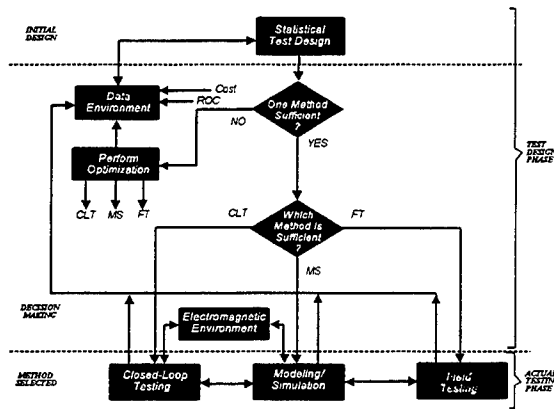 INITIAL
DESIGN
Statistical
Test Design
Data
Environment
Cost
ROC
One Method
Sufficient
?
NO
YES
Perform
Optimization
CLT MS FT
TEST
DESIGN
PHASE
CLT
Which
Method is
Sufficient
?
FT
MS
DECISION
MAKING
Electromagnetic
Environment
METHOD
SELECTED
Closed-Loop
Testing
Modeling/
Simulation
Field
Testing
ACTUAL
TESTING
PHASE